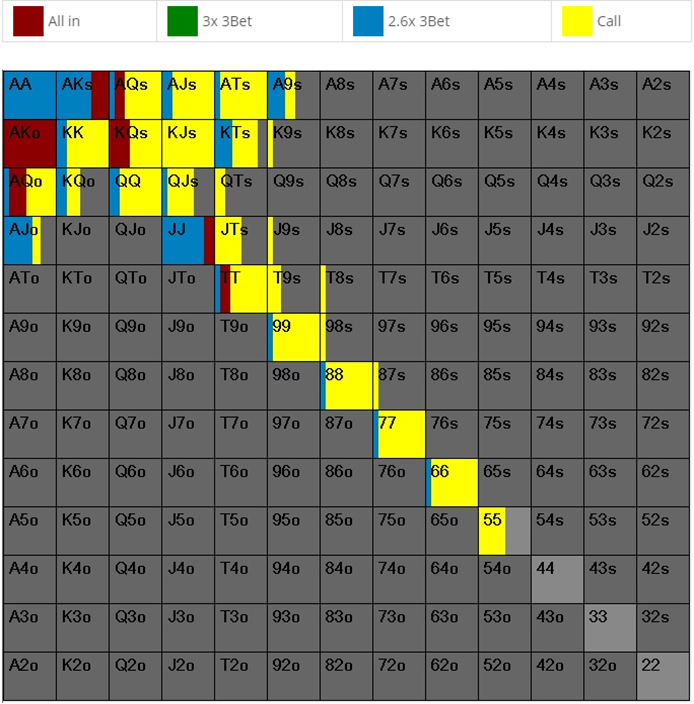 All in 3x 3Bet 2.6x 3Bet Call
AA AKs AQs AJs ATs A9s A8s A7s A6s A5s A4s A3s A2s
AKo KK KQs KJs KTs K9s K8s K7s K6s K5s K4s K3s K2s
AQo KQo QQ QJs QTs Q9s Q8s Q7s Q6s Q5s Q4s Q3s Q2s
AJo KJo QJo JJ JTs J9s J8s J7s J6s J5s J4s J3s J2s
ATo KTo QTo JTo TT T9s T8s T7s T6s T5s T4s T3s T2s
A9o K9o Q9o J9o T9o 99 98s 97s 96s 95s 94s 93s 92s
A8o K8o Q8o J8o T8o 98o 88 87s 86s 85s 84s 83s 82s
A7o K7o Q7o J7o T7o 97o 87o 77 76s 75s 74s 73s 72s
A6o K6o Q6o J6o T6o 96o 86o 76o 66 65s 64s 63s 62s
A5o K5o Q5o J5o T5o 95o 85o 75o 65o 55 54s 53s 52s
A4o K4o Q4o J4o T4o 94o 84o 74o 64o 54o 44 43s 42s
A3o K3o Q3o J3o T3o 93o 83o 73o 63o 53o 43o 33 32s
A2o K2o Q2o J2o T2o 92o 82o 72o 62o 52o 42o 32o 22